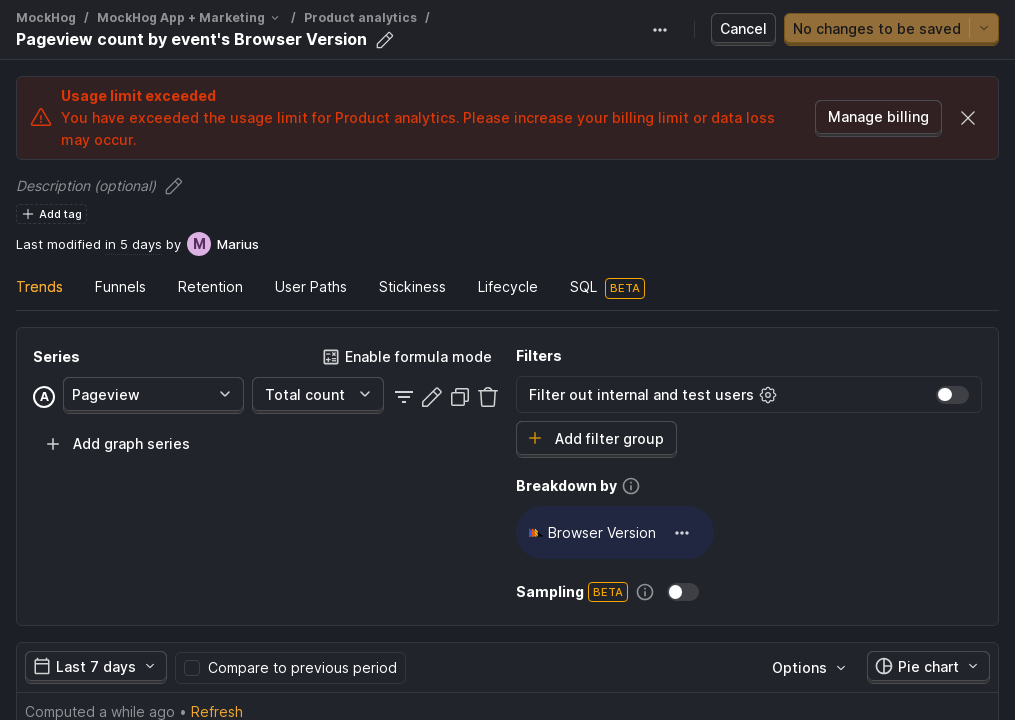 MockHog / MockHog App + Marketing / Product analytics /
Pageview count by event's Browser Version
Cancel
No changes to be saved
Usage limit exceeded
You have exceeded the usage limit for Product analytics. Please increase your billing limit or data loss
may occur.
Manage billing
Description (optional)
Add tag
Last modified in 5 days by M Marius
Trends Funnels Retention User Paths Stickiness Lifecycle SQL BETA
Series
Enable formula mode
A Pageview Total count
Add graph series
Filters
Filter out internal and test users
Add filter group
Breakdown by
Browser Version
Sampling BETA
Last 7 days Compare to previous period Options Pie chart
Computed a while ago • Refresh